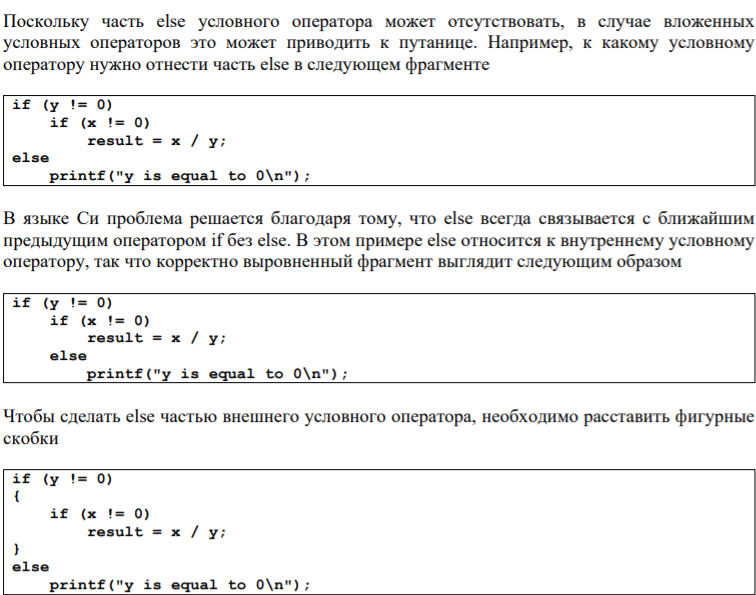 Поскольку часть else условного оператора может отсутствовать, в случае вложенных
условных операторов это может приводить к путанице. Например, к какому условному
оператору нужно отнести часть else в следующем фрагменте
if (y != 0)
    if (x != 0)
        result = x / y;
else
    printf("y is equal to 0\n");
В языке Си проблема решается благодаря тому, что else всегда связывается с ближайшим
предыдущим оператором if без else. В этом примере else относится к внутреннему условному
оператору, так что корректно выровненный фрагмент выглядит следующим образом
if (y != 0)
    if (x != 0)
        result = x / y;
    else
        printf("y is equal to 0\n");
Чтобы сделать else частью внешнего условного оператора, необходимо расставить фигурные
скобки
if (y != 0)
{
    if (x != 0)
        result = x / y;
}
else
    printf("y is equal to 0\n");